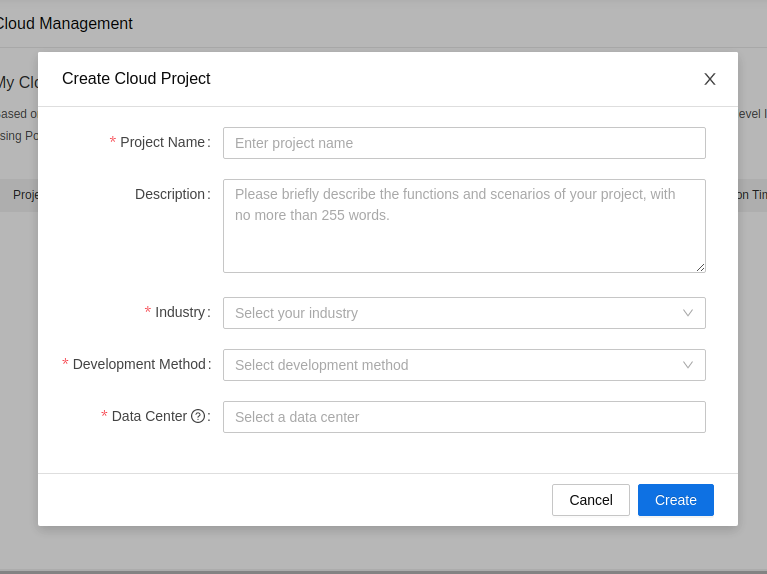 Cloud Management
My Clo
Based o
evel I
sing Po
Proje
on Tim
Create Cloud Project
* Project Name:
Enter project name
Description:
Please briefly describe the functions and scenarios of your project, with
no more than 255 words.
* Industry:
Select your industry
* Development Method:
Select development method
* Data Center ?:
Select a data center
Cancel
Create